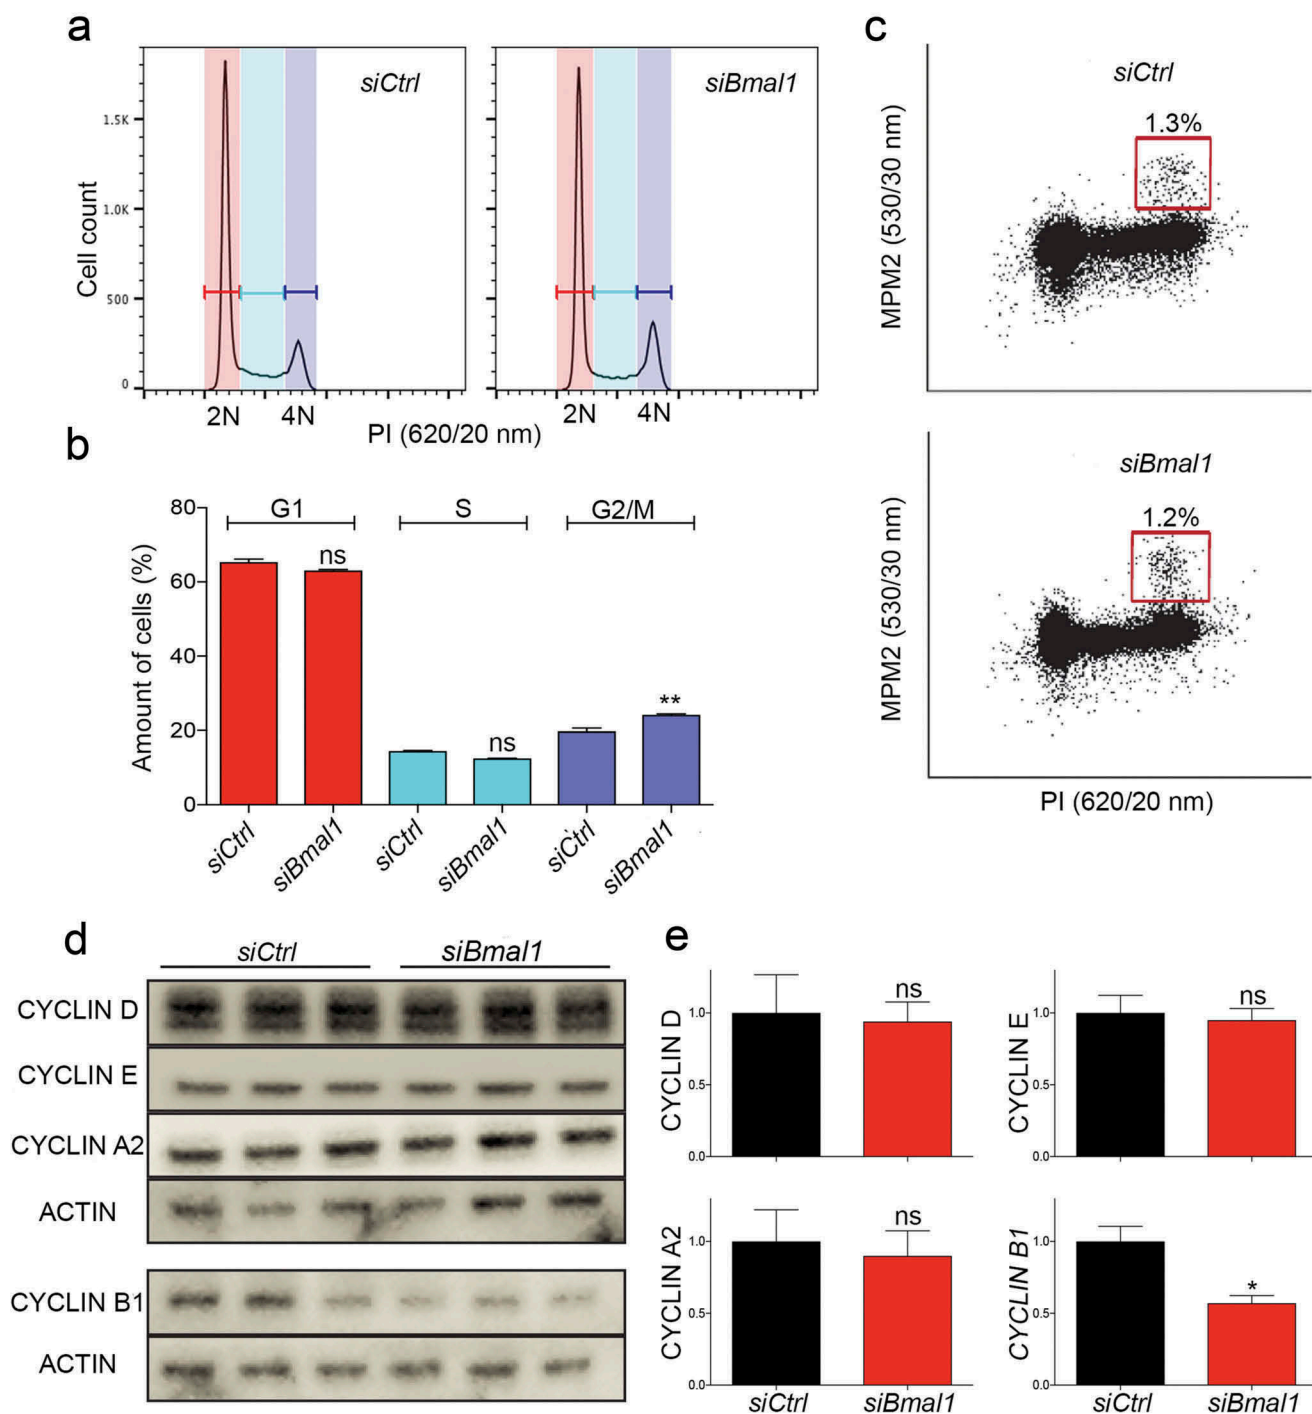 a
siCtrl
siBmal1
1.5K
1.0K
500
0
Cell count
2N
4N
2N
4N
PI (620/20 nm)
c
siCtrl
1.3%
MPM2 (530/30 nm)
siBmal1
1.2%
MPM2 (530/30 nm)
PI (620/20 nm)
b
80
60
40
20
0
Amount of cells (%)
G1
S
G2/M
ns
ns
**
siCtrl
siBmal1
siCtrl
siBmal1
siCtrl
siBmal1
d
siCtrl
siBmal1
CYCLIN D
CYCLIN E
CYCLIN A2
ACTIN
CYCLIN B1
ACTIN
e
CYCLIN D
1.0
0.5
0.0
ns
CYCLIN E
1.0
0.5
0.0
ns
CYCLIN A2
1.0
0.5
0.0
ns
siCtrl
siBmal1
CYCLIN B1
1.0
0.5
0.0
*
siCtrl
siBmal1